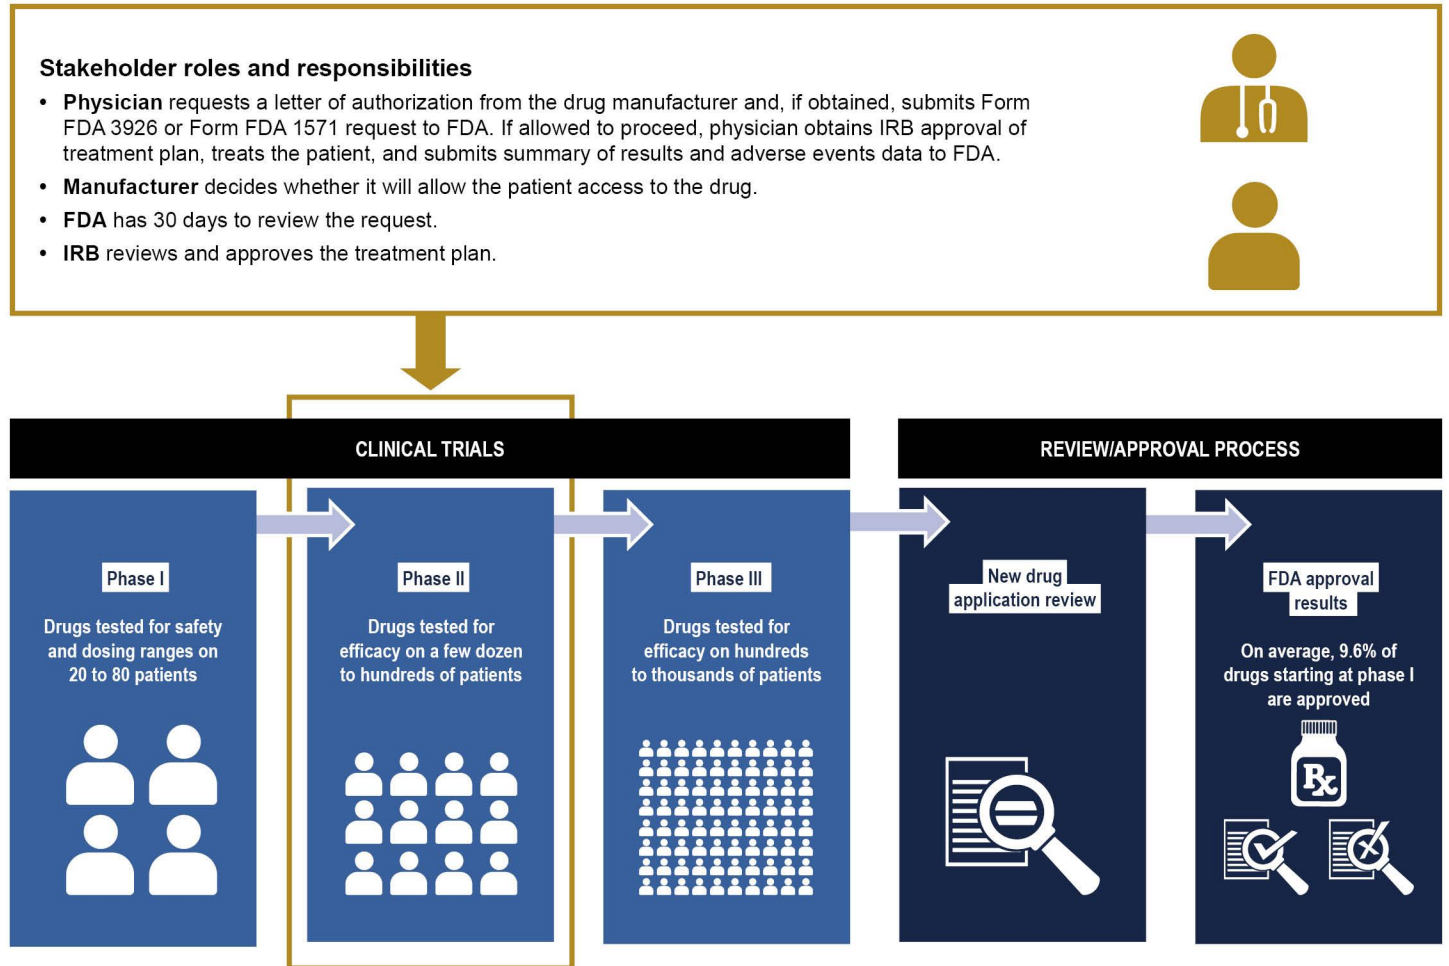 Stakeholder roles and responsibilities
• Physician requests a letter of authorization from the drug manufacturer and, if obtained, submits Form
FDA 3926 or Form FDA 1571 request to FDA. If allowed to proceed, physician obtains IRB approval of
treatment plan, treats the patient, and submits summary of results and adverse events data to FDA.
• Manufacturer decides whether it will allow the patient access to the drug.
• FDA has 30 days to review the request.
• IRB reviews and approves the treatment plan.
CLINICAL TRIALS
Phase I
Drugs tested for safety
and dosing ranges on
20 to 80 patients
Phase II
Drugs tested for
efficacy on a few dozen
to hundreds of patients
Phase III
Drugs tested for
efficacy on hundreds
to thousands of patients
REVIEW/APPROVAL PROCESS
New drug
application review
FDA approval
results
On average, 9.6% of
drugs starting at phase I
are approved
Rx